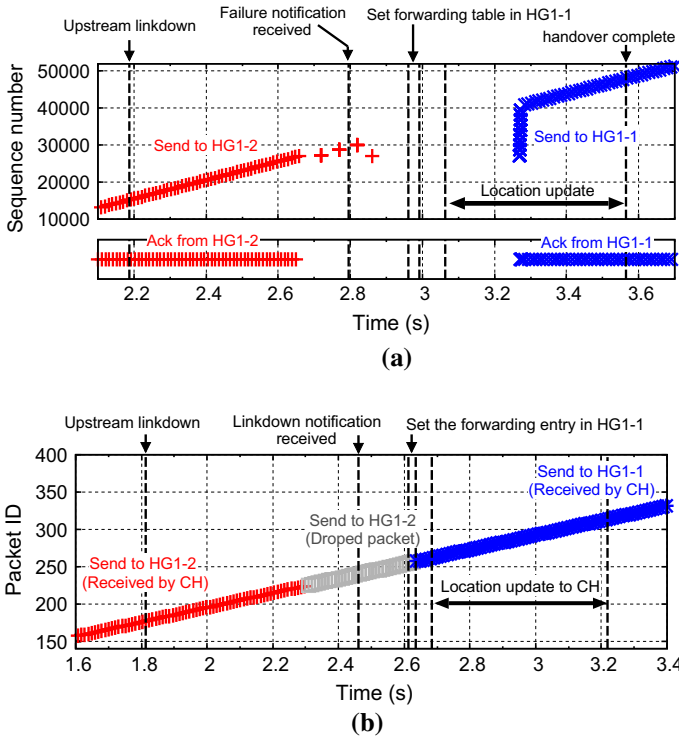 Failure notification
received
Set forwarding table in HG1-1
Upstream linkdown
handover complete
50000
40000
30000
20000
10000
Sequence number
Send to HG1-2
Send to HG1-1
Location update
Ack from HG1-2
Ack from HG1-1
2.2 2.4 2.6 2.8 3 3.2 3.4 3.6
Time (s)
(a)
Upstream linkdown
Linkdown notification
received
Set the forwarding entry in HG1-1
400
350
300
250
200
150
Packet ID
Send to HG1-1
(Received by CH)
Send to HG1-2
(Droped packet)
Send to HG1-2
(Received by CH)
Location update to CH
1.6 1.8 2 2.2 2.4 2.6 2.8 3 3.2 3.4
Time (s)
(b)